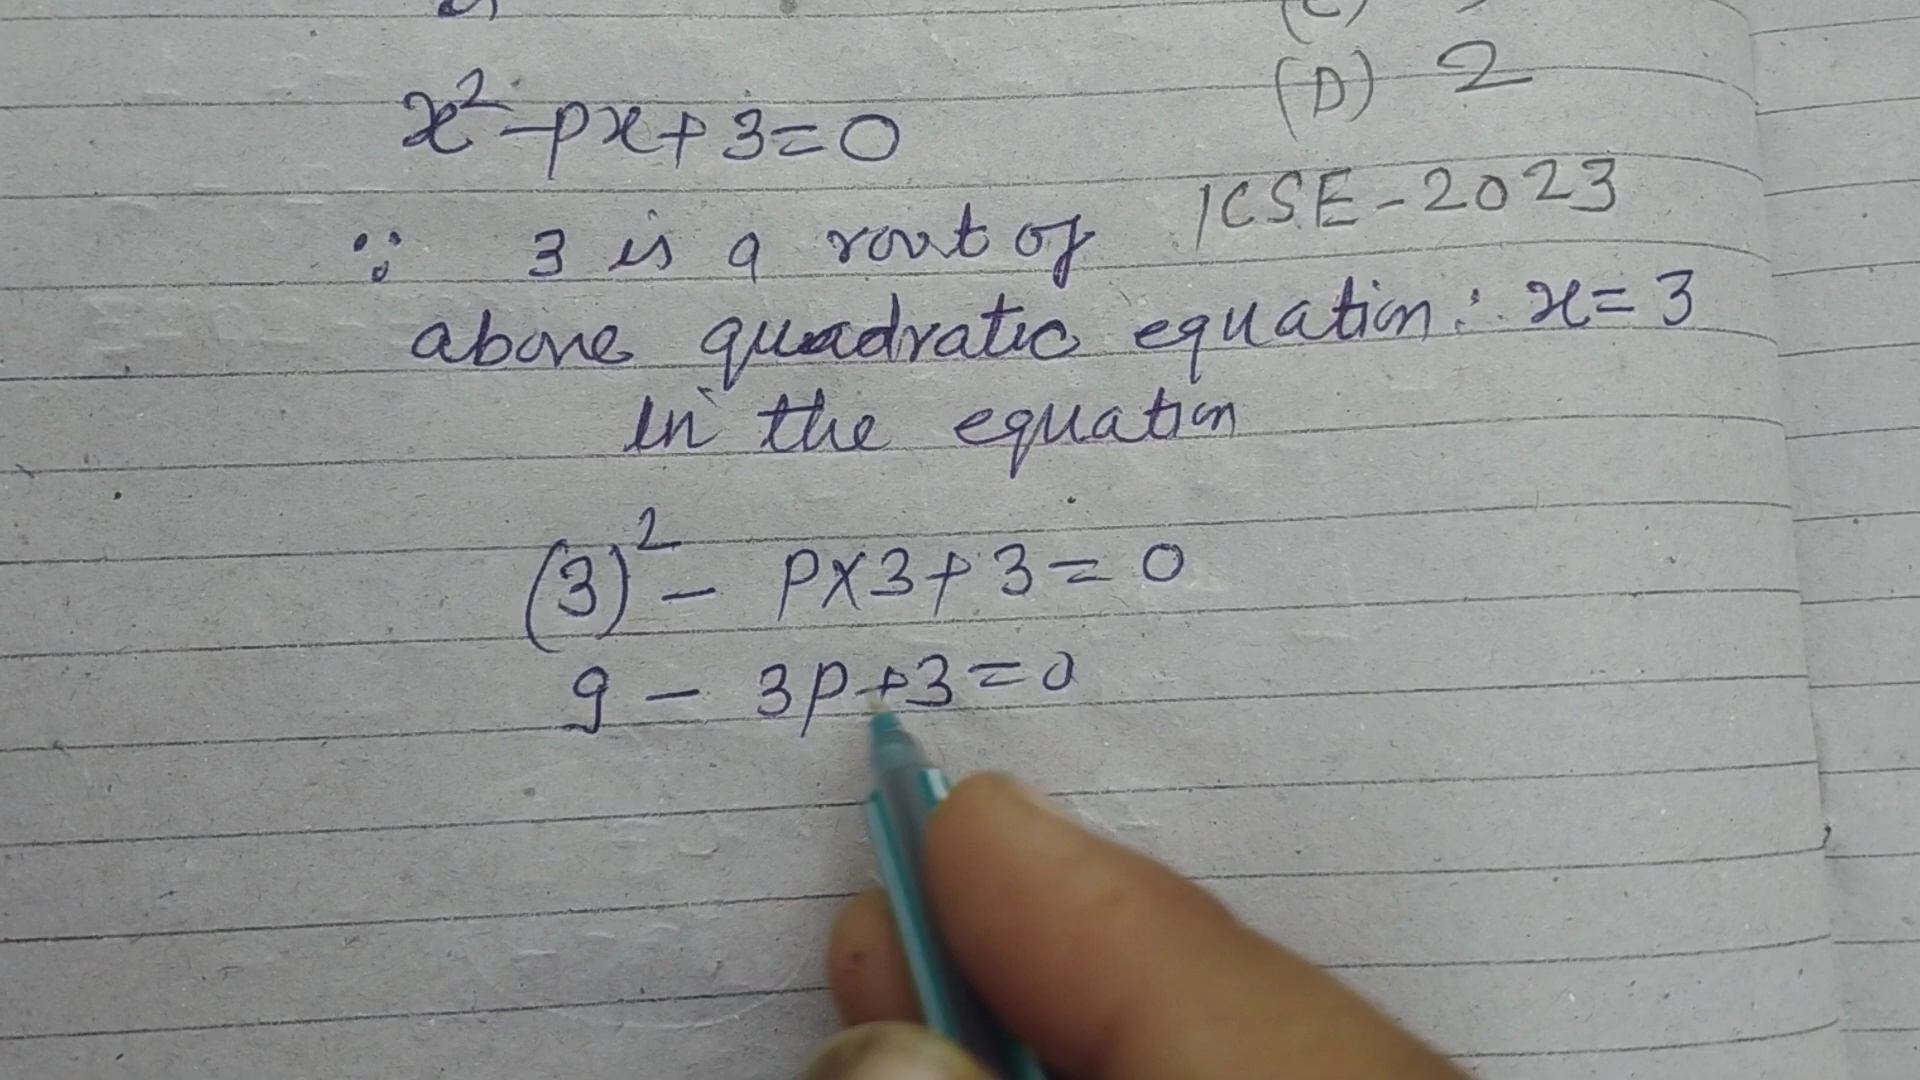 x² - px + 3 = 0
(D) 2
ICSE - 2023
∵ 3 is a root of
above quadratic equation ∴ x = 3
in the equation
(3)² - p×3 + 3 = 0
9 - 3p + 3 = 0